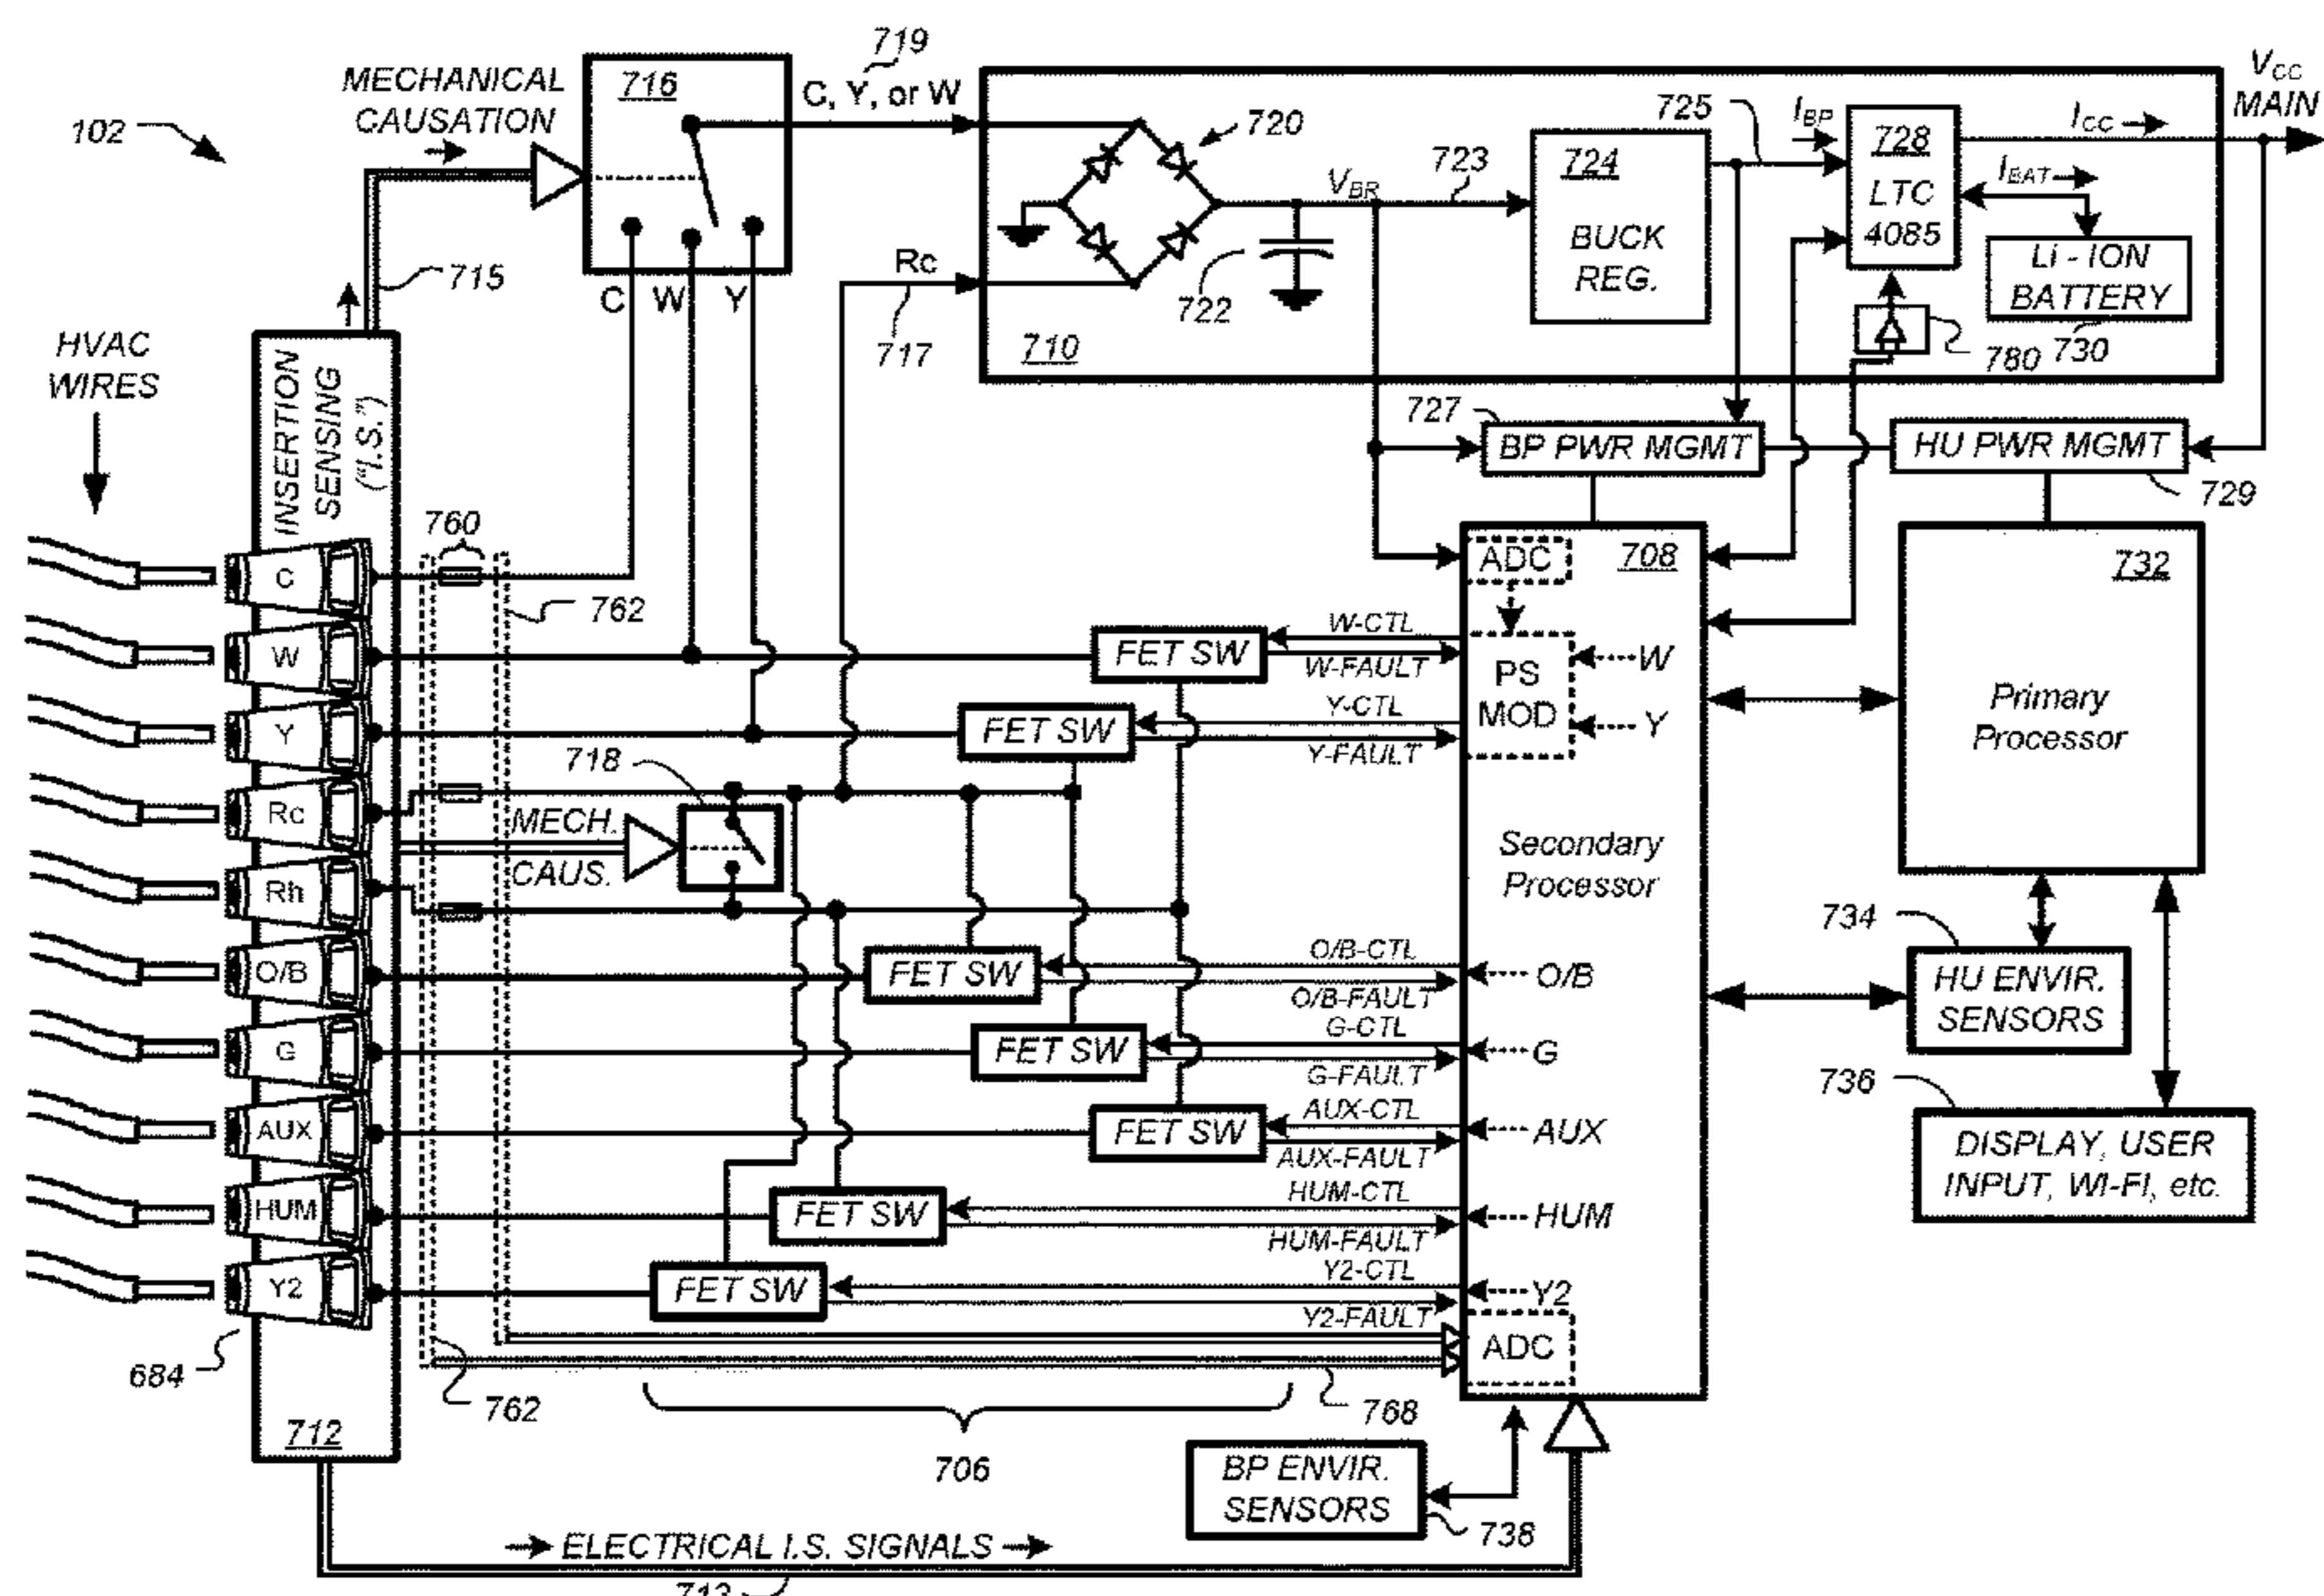 719
MECHANICAL
CAUSATION
716
C, Y, or W
VCC
MAIN
102
720
725
IBP
ICC
728
LTC
4085
IBAT
723
724
BUCK
REG.
VBR
Li - ION
BATTERY
715
C
W
Y
Rc
722
717
710
780
730
HVAC
WIRES
INSERTION
SENSING
("I.S.")
727
BP PWR MGMT
HU PWR MGMT
729
760
762
ADC
708
732
C
W
FET SW
W-CTL
W-FAULT
PS
MOD
W
Y
Primary
Processor
Y
FET SW
Y-CTL
Y-FAULT
718
Rc
MECH.
CAUS.
Secondary
Processor
Rh
734
HU ENVIR.
SENSORS
O/B
FET SW
O/B-CTL
O/B-FAULT
O/B
G
FET SW
G-CTL
G-FAULT
G
736
AUX
FET SW
AUX-CTL
AUX-FAULT
AUX
DISPLAY, USER
INPUT, WI-FI, etc.
HUM
FET SW
HUM-CTL
HUM-FAULT
HUM
Y2
FET SW
Y2-CTL
Y2-FAULT
Y2
ADC
684
762
768
712
706
BP ENVIR.
SENSORS
738
ELECTRICAL I.S. SIGNALS
713